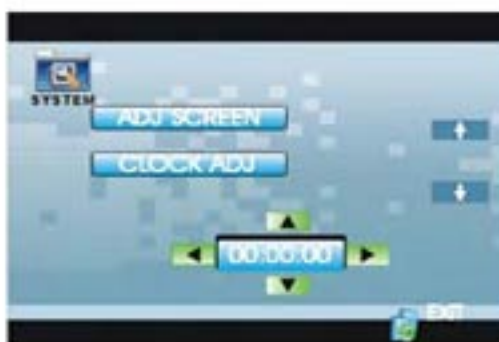 SYSTEM
ADJ SCREEN
CLOCK ADJ
00:00:00
EXIT